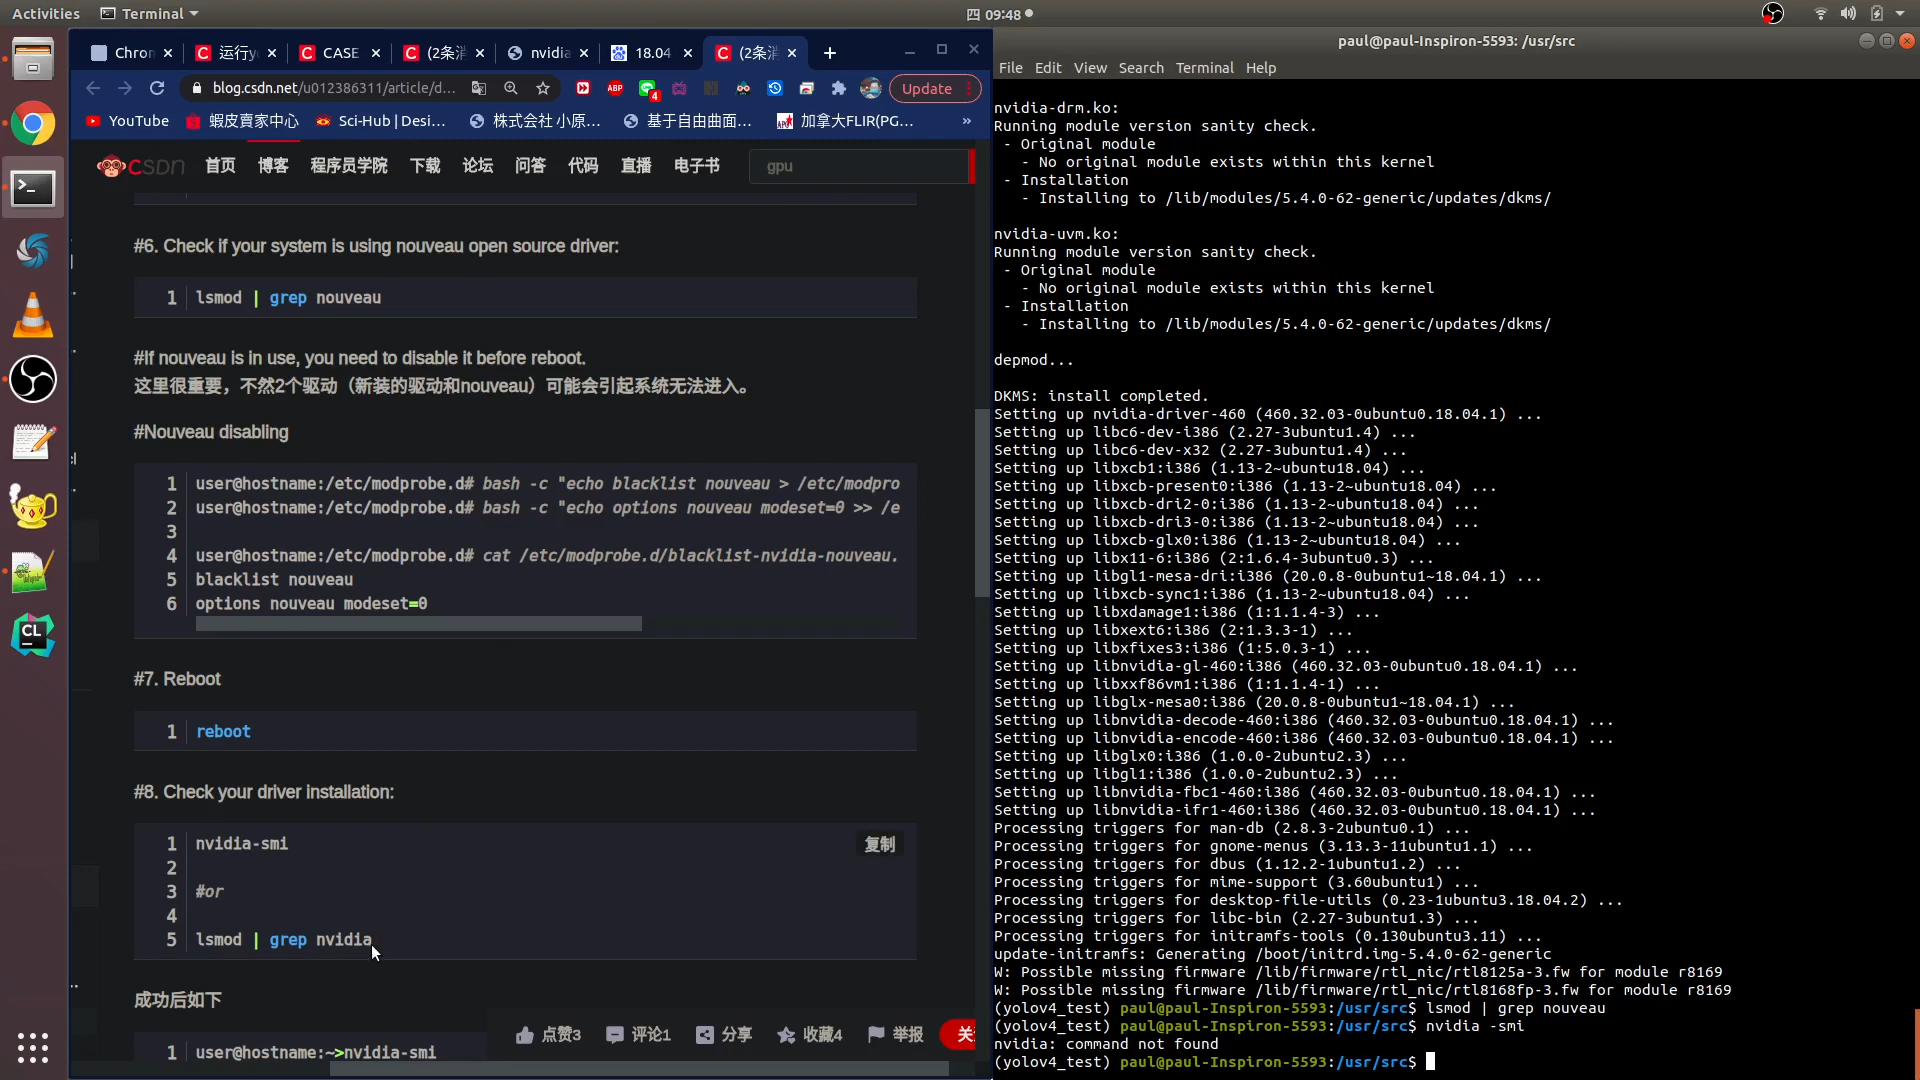 Activities
Terminal
四 09:48
Chron
运行yo
CASE
(2条消
nvidia
18.04
(2条消
blog.csdn.net/u012386311/article/d...
ABP
4
Update
YouTube
蝦皮賣家中心
Sci-Hub | Desi...
株式会社 小原...
基于自由曲面...
加拿大FLIR(PG...
»
CSDN
首页
博客
程序员学院
下载
论坛
问答
代码
直播
电子书
gpu
#6. Check if your system is using nouveau open source driver:
1 lsmod | grep nouveau
#If nouveau is in use, you need to disable it before reboot.
这里很重要，不然2个驱动（新装的驱动和nouveau）可能会引起系统无法进入。
#Nouveau disabling
1 user@hostname:/etc/modprobe.d# bash -c "echo blacklist nouveau > /etc/modpro
2 user@hostname:/etc/modprobe.d# bash -c "echo options nouveau modeset=0 >> /e
3
4 user@hostname:/etc/modprobe.d# cat /etc/modprobe.d/blacklist-nvidia-nouveau.
5 blacklist nouveau
6 options nouveau modeset=0
#7. Reboot
1 reboot
#8. Check your driver installation:
1 nvidia-smi
复制
2
3 #or
4
5 lsmod | grep nvidia
成功后如下
点赞3
评论1
分享
收藏4
举报
关
1 user@hostname:~>nvidia-smi
CL
paul@paul-Inspiron-5593: /usr/src
File Edit View Search Terminal Help
nvidia-drm.ko:
Running module version sanity check.
- Original module
- No original module exists within this kernel
- Installation
- Installing to /lib/modules/5.4.0-62-generic/updates/dkms/
nvidia-uvm.ko:
Running module version sanity check.
- Original module
- No original module exists within this kernel
- Installation
- Installing to /lib/modules/5.4.0-62-generic/updates/dkms/
depmod...
DKMS: install completed.
Setting up nvidia-driver-460 (460.32.03-0ubuntu0.18.04.1) ...
Setting up libc6-dev-i386 (2.27-3ubuntu1.4) ...
Setting up libc6-dev-x32 (2.27-3ubuntu1.4) ...
Setting up libxcb1:i386 (1.13-2~ubuntu18.04) ...
Setting up libxcb-present0:i386 (1.13-2~ubuntu18.04) ...
Setting up libxcb-dri2-0:i386 (1.13-2~ubuntu18.04) ...
Setting up libxcb-dri3-0:i386 (1.13-2~ubuntu18.04) ...
Setting up libxcb-glx0:i386 (1.13-2~ubuntu18.04) ...
Setting up libx11-6:i386 (2:1.6.4-3ubuntu0.3) ...
Setting up libgl1-mesa-dri:i386 (20.0.8-0ubuntu1~18.04.1) ...
Setting up libxcb-sync1:i386 (1.13-2~ubuntu18.04) ...
Setting up libxdamage1:i386 (1:1.1.4-3) ...
Setting up libxext6:i386 (2:1.3.3-1) ...
Setting up libxfixes3:i386 (1:5.0.3-1) ...
Setting up libnvidia-gl-460:i386 (460.32.03-0ubuntu0.18.04.1) ...
Setting up libxxf86vm1:i386 (1:1.1.4-1) ...
Setting up libglx-mesa0:i386 (20.0.8-0ubuntu1~18.04.1) ...
Setting up libnvidia-decode-460:i386 (460.32.03-0ubuntu0.18.04.1) ...
Setting up libnvidia-encode-460:i386 (460.32.03-0ubuntu0.18.04.1) ...
Setting up libglx0:i386 (1.0.0-2ubuntu2.3) ...
Setting up libgl1:i386 (1.0.0-2ubuntu2.3) ...
Setting up libnvidia-fbc1-460:i386 (460.32.03-0ubuntu0.18.04.1) ...
Setting up libnvidia-ifr1-460:i386 (460.32.03-0ubuntu0.18.04.1) ...
Processing triggers for man-db (2.8.3-2ubuntu0.1) ...
Processing triggers for gnome-menus (3.13.3-11ubuntu1.1) ...
Processing triggers for dbus (1.12.2-1ubuntu1.2) ...
Processing triggers for mime-support (3.60ubuntu1) ...
Processing triggers for desktop-file-utils (0.23-1ubuntu3.18.04.2) ...
Processing triggers for libc-bin (2.27-3ubuntu1.3) ...
Processing triggers for initramfs-tools (0.130ubuntu3.11) ...
update-initramfs: Generating /boot/initrd.img-5.4.0-62-generic
W: Possible missing firmware /lib/firmware/rtl_nic/rtl8125a-3.fw for module r8169
W: Possible missing firmware /lib/firmware/rtl_nic/rtl8168fp-3.fw for module r8169
(yolov4_test) paul@paul-Inspiron-5593:/usr/src$ lsmod | grep nouveau
(yolov4_test) paul@paul-Inspiron-5593:/usr/src$ nvidia -smi
nvidia: command not found
(yolov4_test) paul@paul-Inspiron-5593:/usr/src$